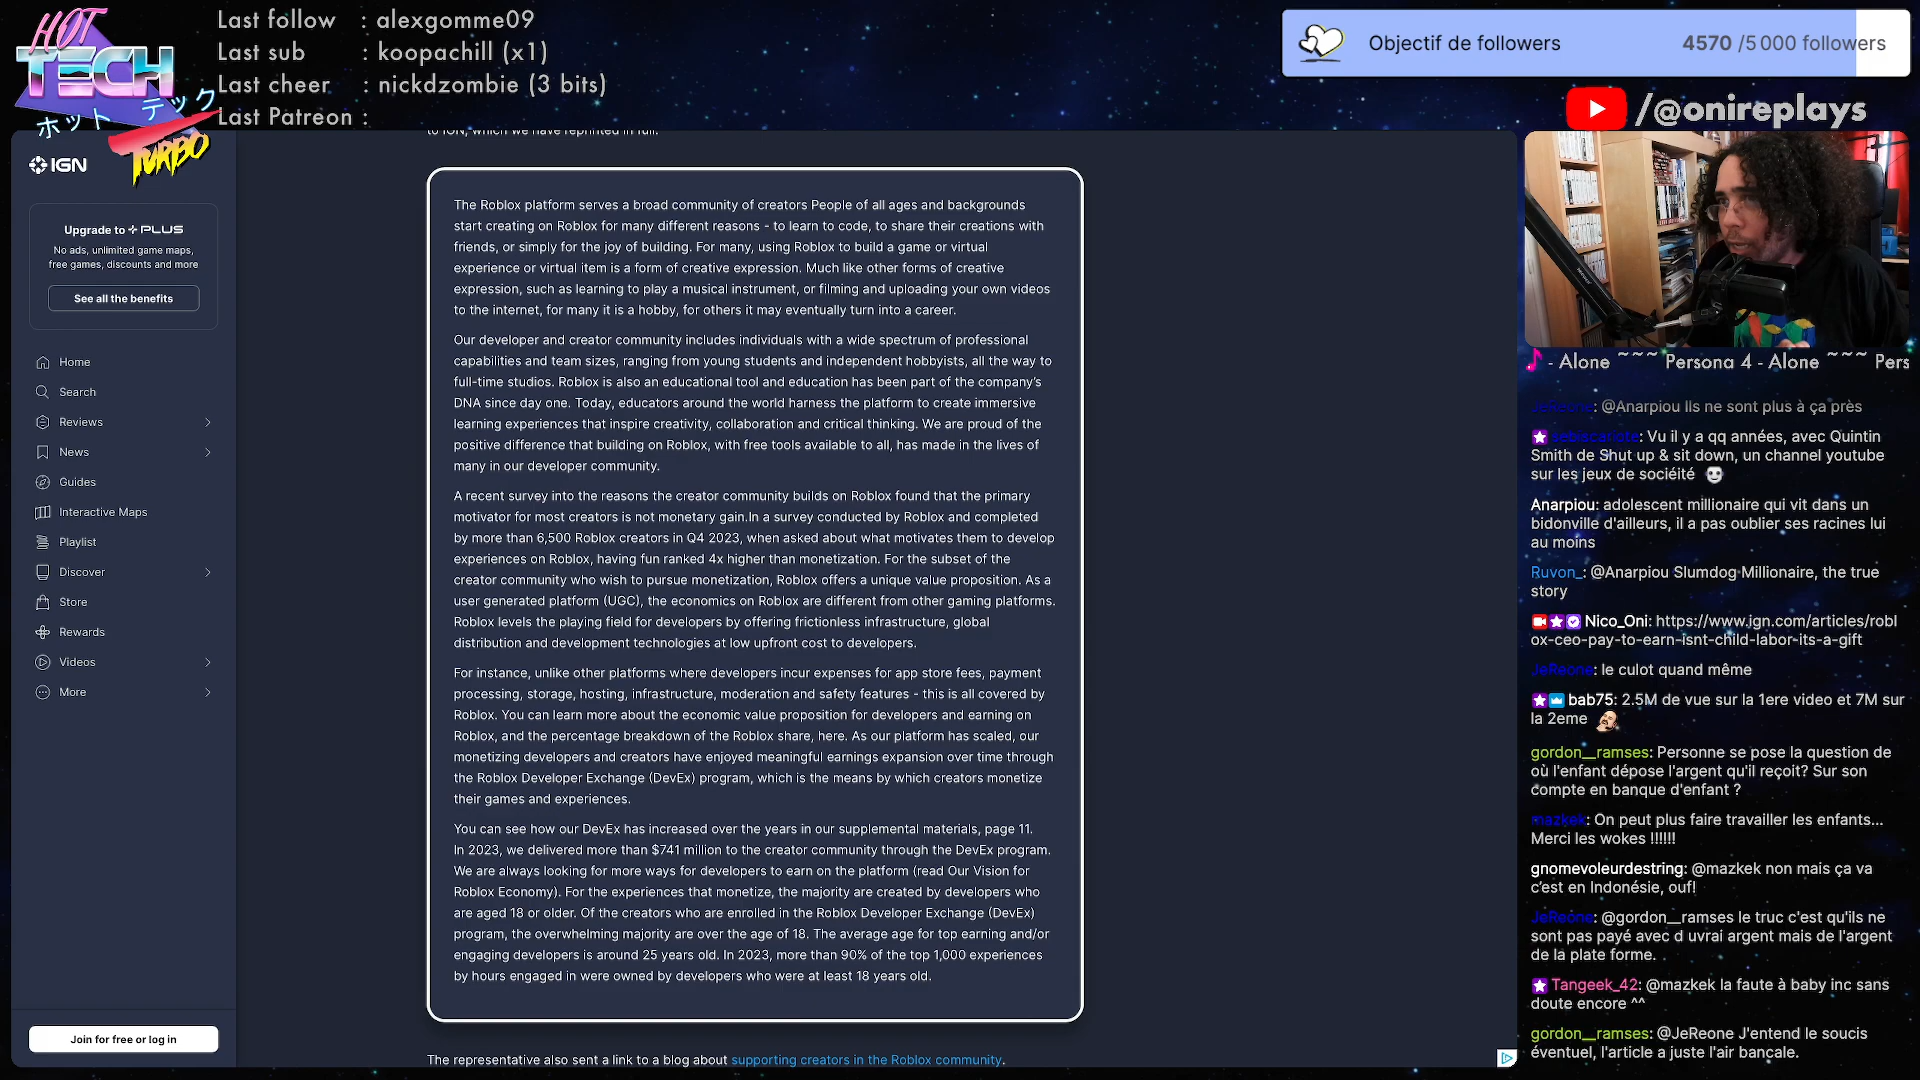 HOT
TECH
ホット テック
TURBO
Last follow : alexgomme09
Last sub : koopachill (x1)
Last cheer : nickdzombie (3 bits)
Last Patreon :
Objectif de followers 4570 /5 000 followers
/@onireplays
IGN
Upgrade to PLUS
No ads, unlimited game maps,
free games, discounts and more
See all the benefits
Home
Search
Reviews
News
Guides
Interactive Maps
Playlist
Discover
Store
Rewards
Videos
More
Join for free or log in
to IGN, which we have reprinted in full.
The Roblox platform serves a broad community of creators People of all ages and backgrounds
start creating on Roblox for many different reasons - to learn to code, to share their creations with
friends, or simply for the joy of building. For many, using Roblox to build a game or virtual
experience or virtual item is a form of creative expression. Much like other forms of creative
expression, such as learning to play a musical instrument, or filming and uploading your own videos
to the internet, for many it is a hobby, for others it may eventually turn into a career.
Our developer and creator community includes individuals with a wide spectrum of professional
capabilities and team sizes, ranging from young students and independent hobbyists, all the way to
full-time studios. Roblox is also an educational tool and education has been part of the company's
DNA since day one. Today, educators around the world harness the platform to create immersive
learning experiences that inspire creativity, collaboration and critical thinking. We are proud of the
positive difference that building on Roblox, with free tools available to all, has made in the lives of
many in our developer community.
A recent survey into the reasons the creator community builds on Roblox found that the primary
motivator for most creators is not monetary gain.In a survey conducted by Roblox and completed
by more than 6,500 Roblox creators in Q4 2023, when asked about what motivates them to develop
experiences on Roblox, having fun ranked 4x higher than monetization. For the subset of the
creator community who wish to pursue monetization, Roblox offers a unique value proposition. As a
user generated platform (UGC), the economics on Roblox are different from other gaming platforms.
Roblox levels the playing field for developers by offering frictionless infrastructure, global
distribution and development technologies at low upfront cost to developers.
For instance, unlike other platforms where developers incur expenses for app store fees, payment
processing, storage, hosting, infrastructure, moderation and safety features - this is all covered by
Roblox. You can learn more about the economic value proposition for developers and earning on
Roblox, and the percentage breakdown of the Roblox share, here. As our platform has scaled, our
monetizing developers and creators have enjoyed meaningful earnings expansion over time through
the Roblox Developer Exchange (DevEx) program, which is the means by which creators monetize
their games and experiences.
You can see how our DevEx has increased over the years in our supplemental materials, page 11.
In 2023, we delivered more than $741 million to the creator community through the DevEx program.
We are always looking for more ways for developers to earn on the platform (read Our Vision for
Roblox Economy). For the experiences that monetize, the majority are created by developers who
are aged 18 or older. Of the creators who are enrolled in the Roblox Developer Exchange (DevEx)
program, the overwhelming majority are over the age of 18. The average age for top earning and/or
engaging developers is around 25 years old. In 2023, more than 90% of the top 1,000 experiences
by hours engaged in were owned by developers who were at least 18 years old.
The representative also sent a link to a blog about supporting creators in the Roblox community.
- Alone ~~~ Persona 4 - Alone ~~~ Pers
JeReone: @Anarpiou Ils ne sont plus à ça près
sebiscariote: Vu il y a qq années, avec Quintin
Smith de Shut up & sit down, un channel youtube
sur les jeux de sociéité
Anarpiou: adolescent millionaire qui vit dans un
bidonville d'ailleurs, il a pas oublier ses racines lui
au moins
Ruvon_: @Anarpiou Slumdog Millionaire, the true
story
Nico_Oni: https://www.ign.com/articles/robl
ox-ceo-pay-to-earn-isnt-child-labor-its-a-gift
JeReone: le culot quand même
bab75: 2.5M de vue sur la 1ere video et 7M sur
la 2eme
gordon__ramses: Personne se pose la question de
où l'enfant dépose l'argent qu'il reçoit? Sur son
compte en banque d'enfant ?
mazkek: On peut plus faire travailler les enfants...
Merci les wokes !!!!!!
gnomevoleurdestring: @mazkek non mais ça va
c'est en Indonésie, ouf!
JeReone: @gordon__ramses le truc c'est qu'ils ne
sont pas payé avec d uvrai argent mais de l'argent
de la plate forme.
Tangeek_42: @mazkek la faute à baby inc sans
doute encore ^^
gordon__ramses: @JeReone J'entend le soucis
éventuel, l'article a juste l'air bançale.